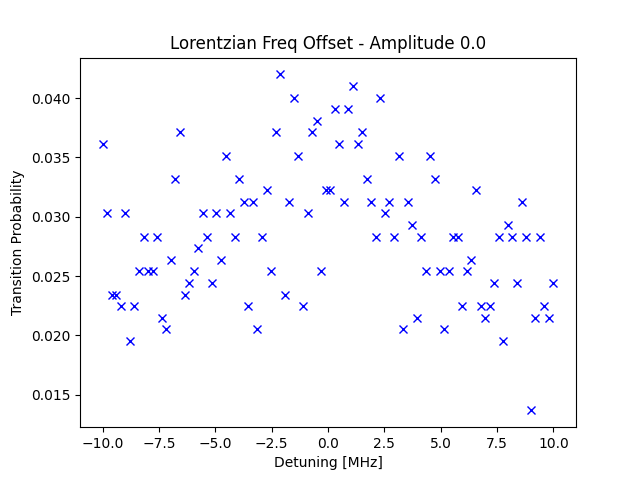 Lorentzian Freq Offset - Amplitude 0.0
Transition Probability
0.040
0.035
0.030
0.025
0.020
0.015
−10.0 −7.5 −5.0 −2.5 0.0 2.5 5.0 7.5 10.0
Detuning [MHz]